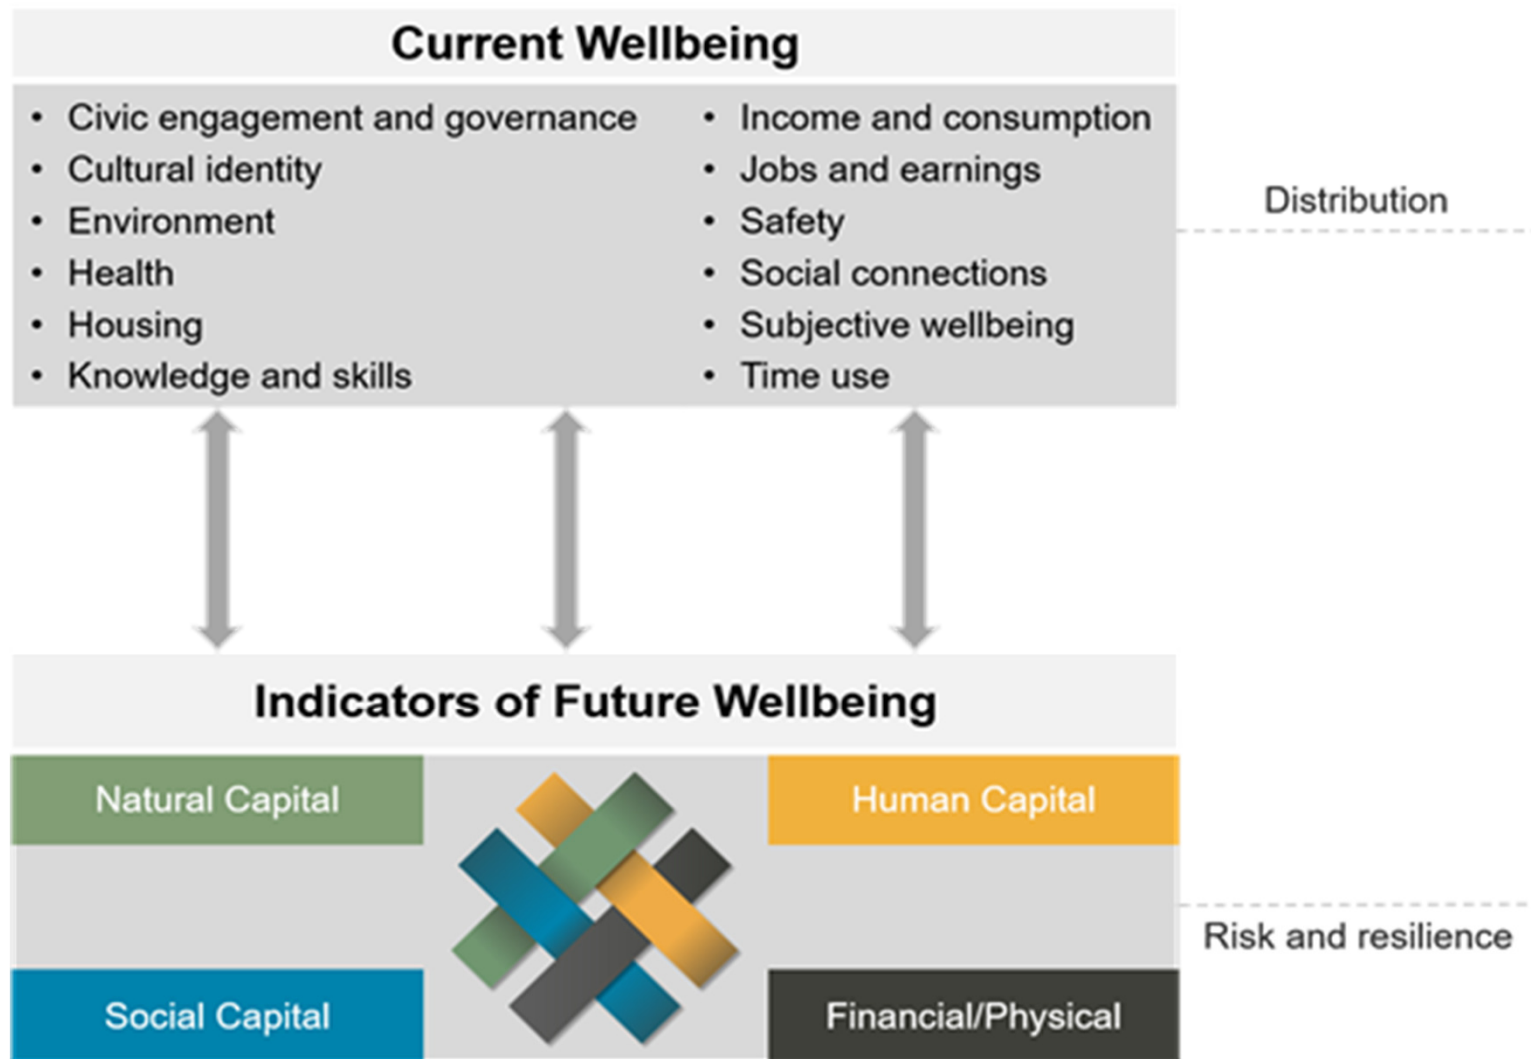 Current Wellbeing
• Civic engagement and governance
• Cultural identity
• Environment
• Health
• Housing
• Knowledge and skills
• Income and consumption
• Jobs and earnings
• Safety
• Social connections
• Subjective wellbeing
• Time use
Distribution
Indicators of Future Wellbeing
Natural Capital
Human Capital
Risk and resilience
Social Capital
Financial/Physical